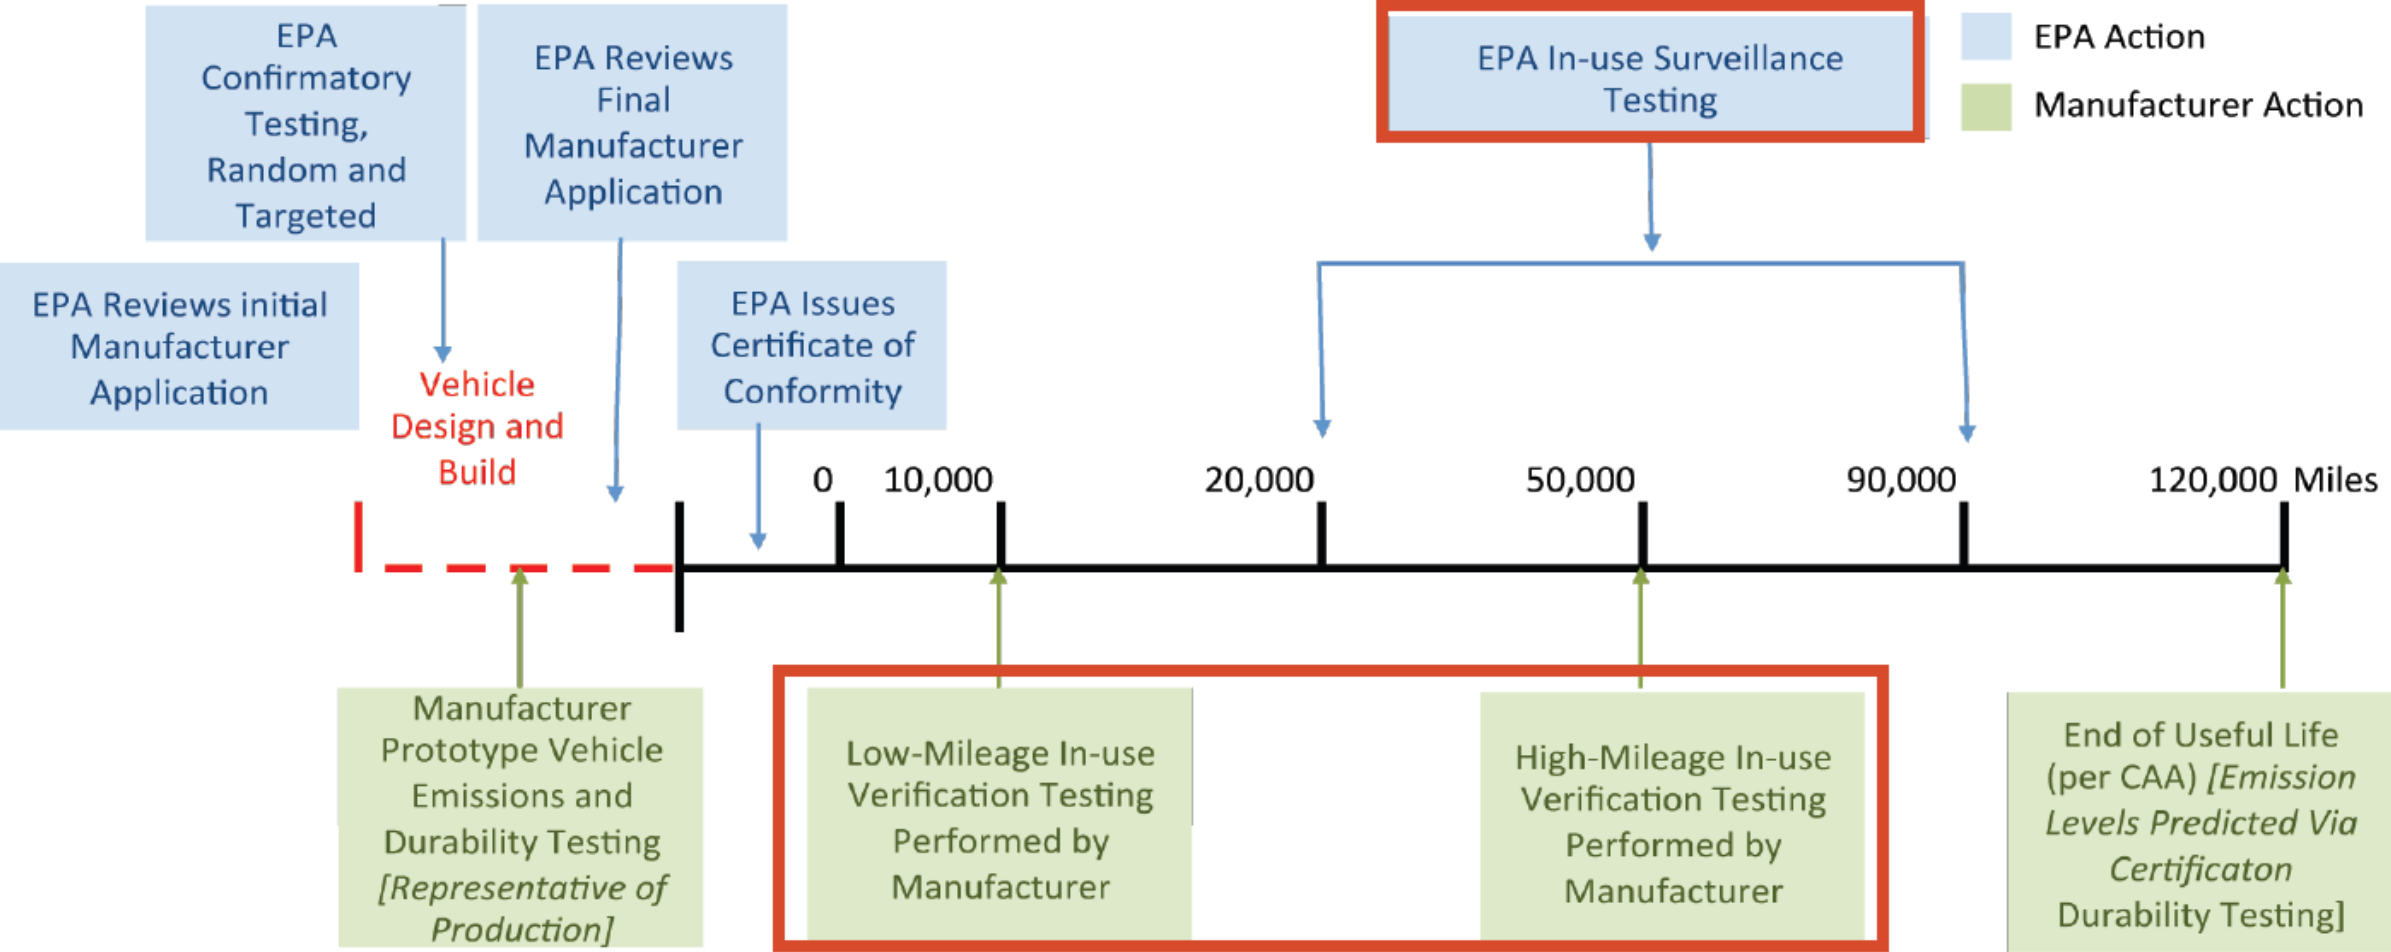 EPA
Confirmatory
Testing,
Random and
Targeted
EPA Reviews
Final
Manufacturer
Application
EPA In-use Surveillance
Testing
EPA Action
Manufacturer Action
EPA Reviews initial
Manufacturer
Application
Vehicle
Design and
Build
EPA Issues
Certificate of
Conformity
0 10,000 20,000 50,000 90,000 120,000 Miles
Manufacturer
Prototype Vehicle
Emissions and
Durability Testing
[Representative of
Production]
Low-Mileage In-use
Verification Testing
Performed by
Manufacturer
High-Mileage In-use
Verification Testing
Performed by
Manufacturer
End of Useful Life
(per CAA) [Emission
Levels Predicted Via
Certificaton
Durability Testing]